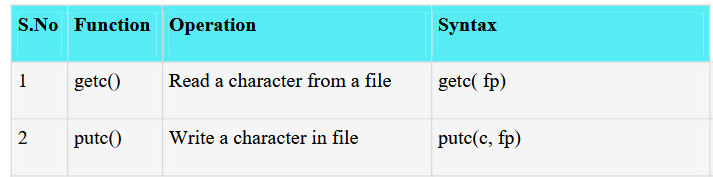 S.No Function Operation Syntax
1 getc() Read a character from a file getc( fp)
2 putc() Write a character in file putc(c, fp)